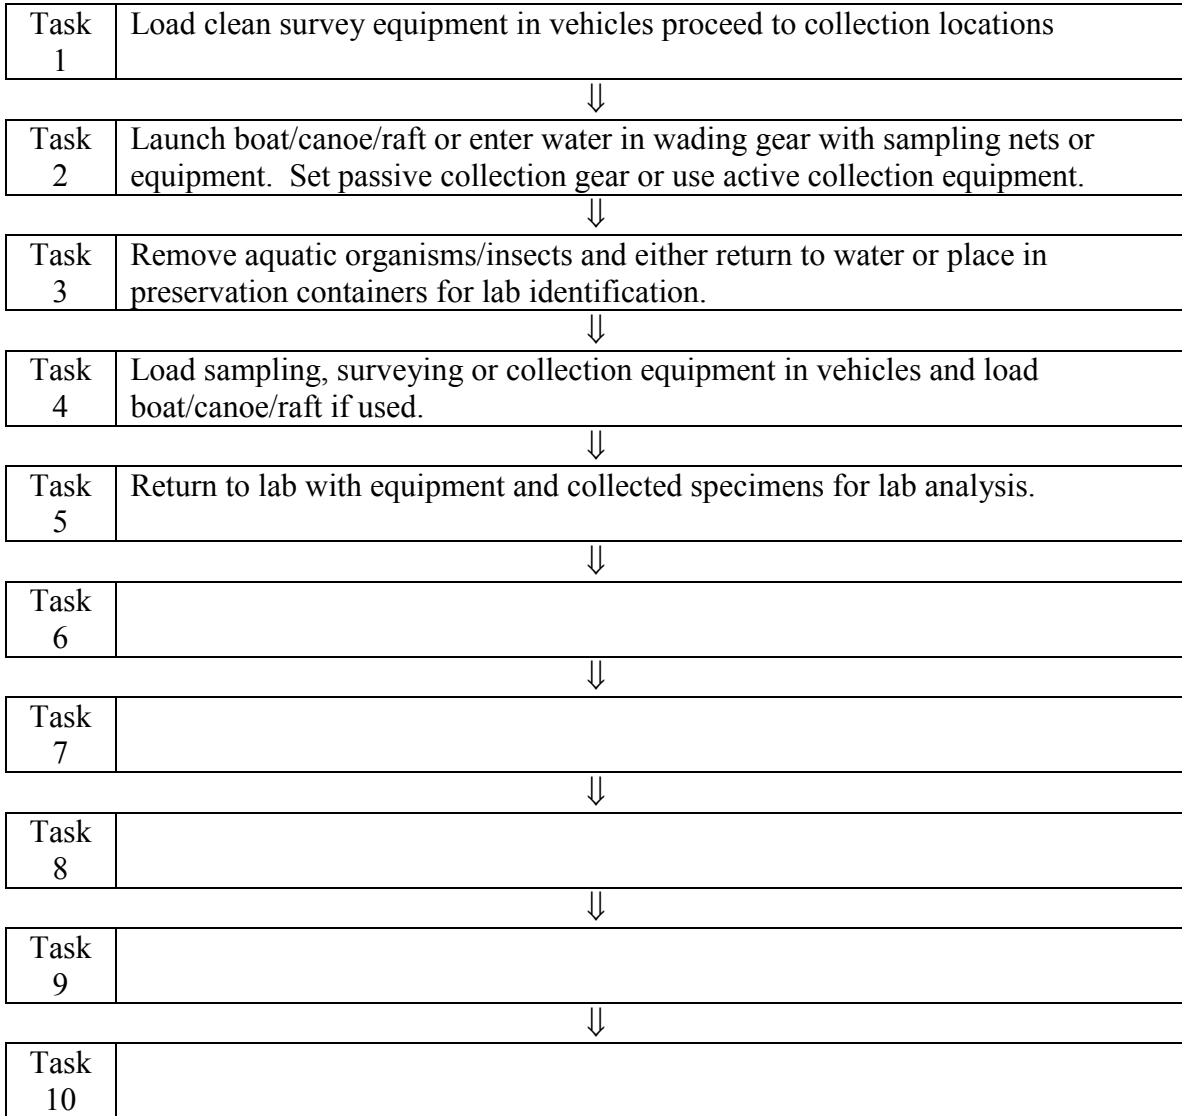 Task
1
Load clean survey equipment in vehicles proceed to collection locations
⇓
Task
2
Launch boat/canoe/raft or enter water in wading gear with sampling nets or
equipment.  Set passive collection gear or use active collection equipment.
⇓
Task
3
Remove aquatic organisms/insects and either return to water or place in
preservation containers for lab identification.
⇓
Task
4
Load sampling, surveying or collection equipment in vehicles and load
boat/canoe/raft if used.
⇓
Task
5
Return to lab with equipment and collected specimens for lab analysis.
⇓
Task
6
⇓
Task
7
⇓
Task
8
⇓
Task
9
⇓
Task
10